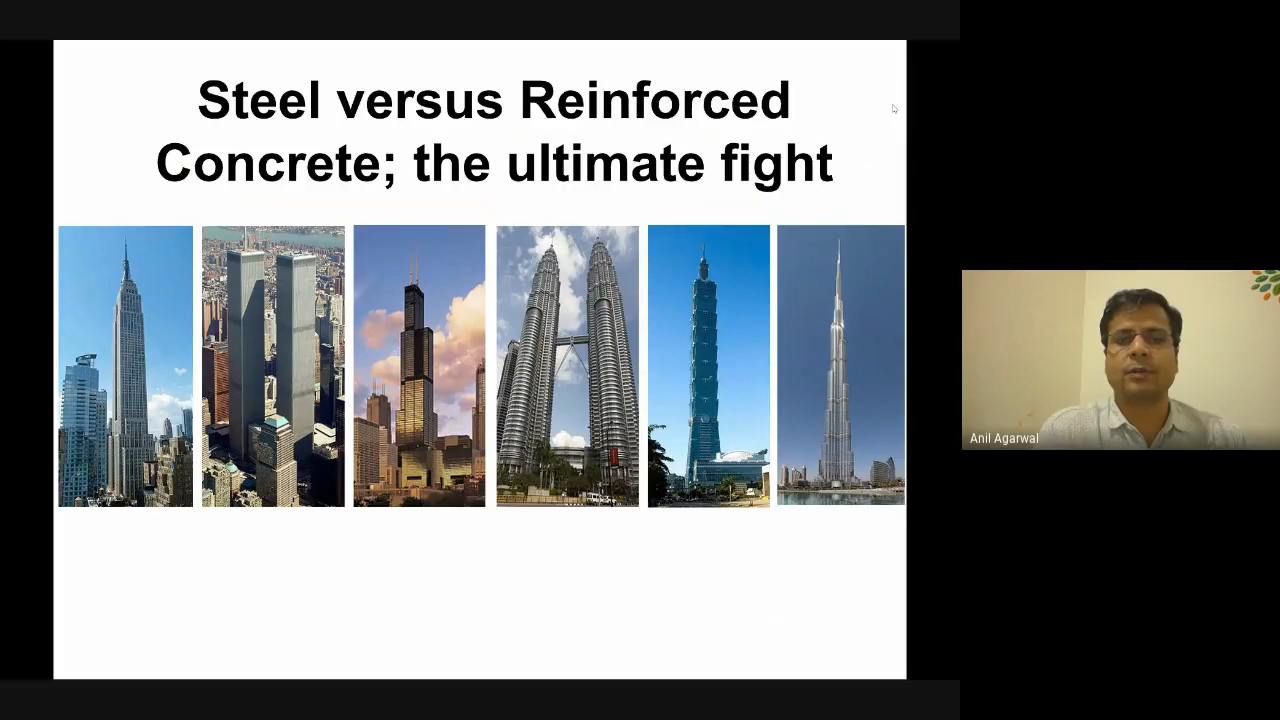 Steel versus Reinforced
Concrete; the ultimate fight
Anil Agarwal